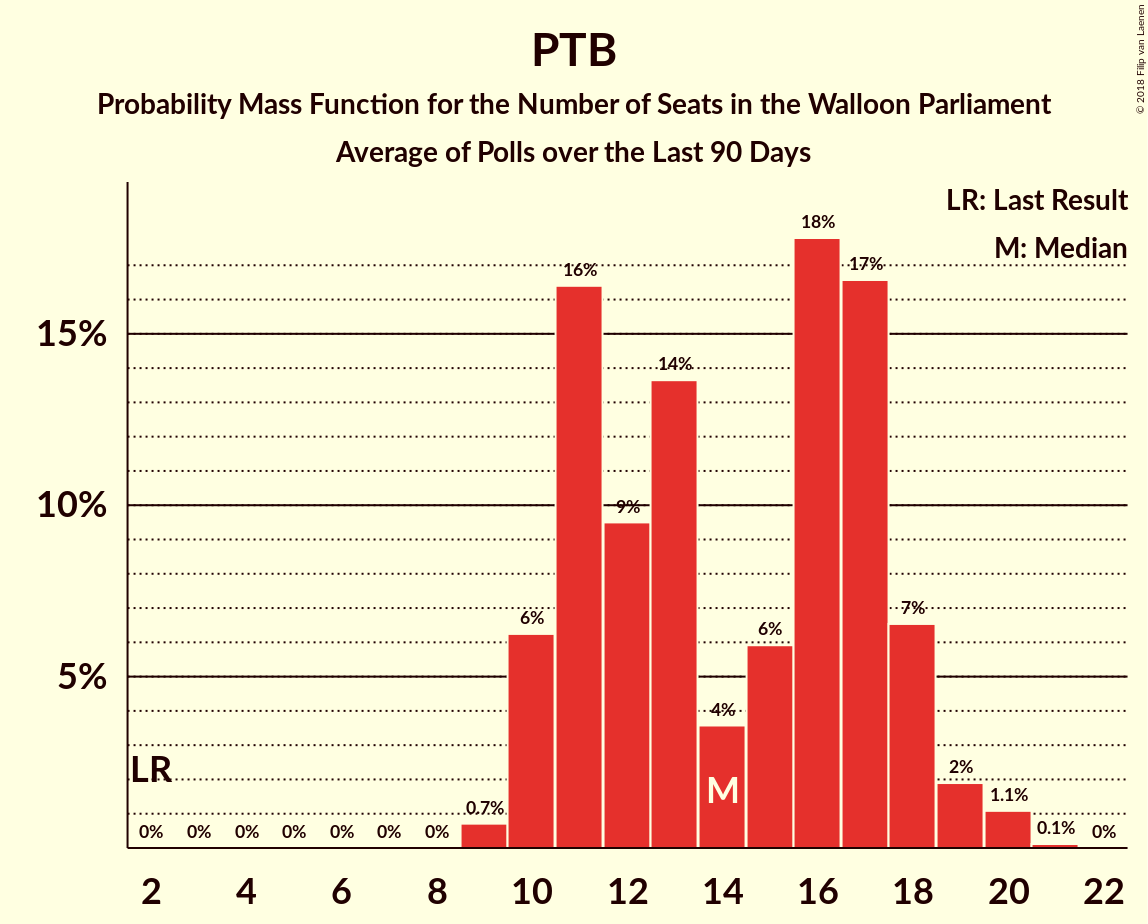 PTB
Probability Mass Function for the Number of Seats in the Walloon Parliament
Average of Polls over the Last 90 Days
© 2018 Filip van Laenen
LR: Last Result
M: Median
18%
17%
16%
15%
14%
10%
9%
7%
6%
6%
5%
4%
LR
M
2%
1.1%
0.7%
0.1%
0% 0% 0% 0% 0% 0% 0% 0%
2 4 6 8 10 12 14 16 18 20 22